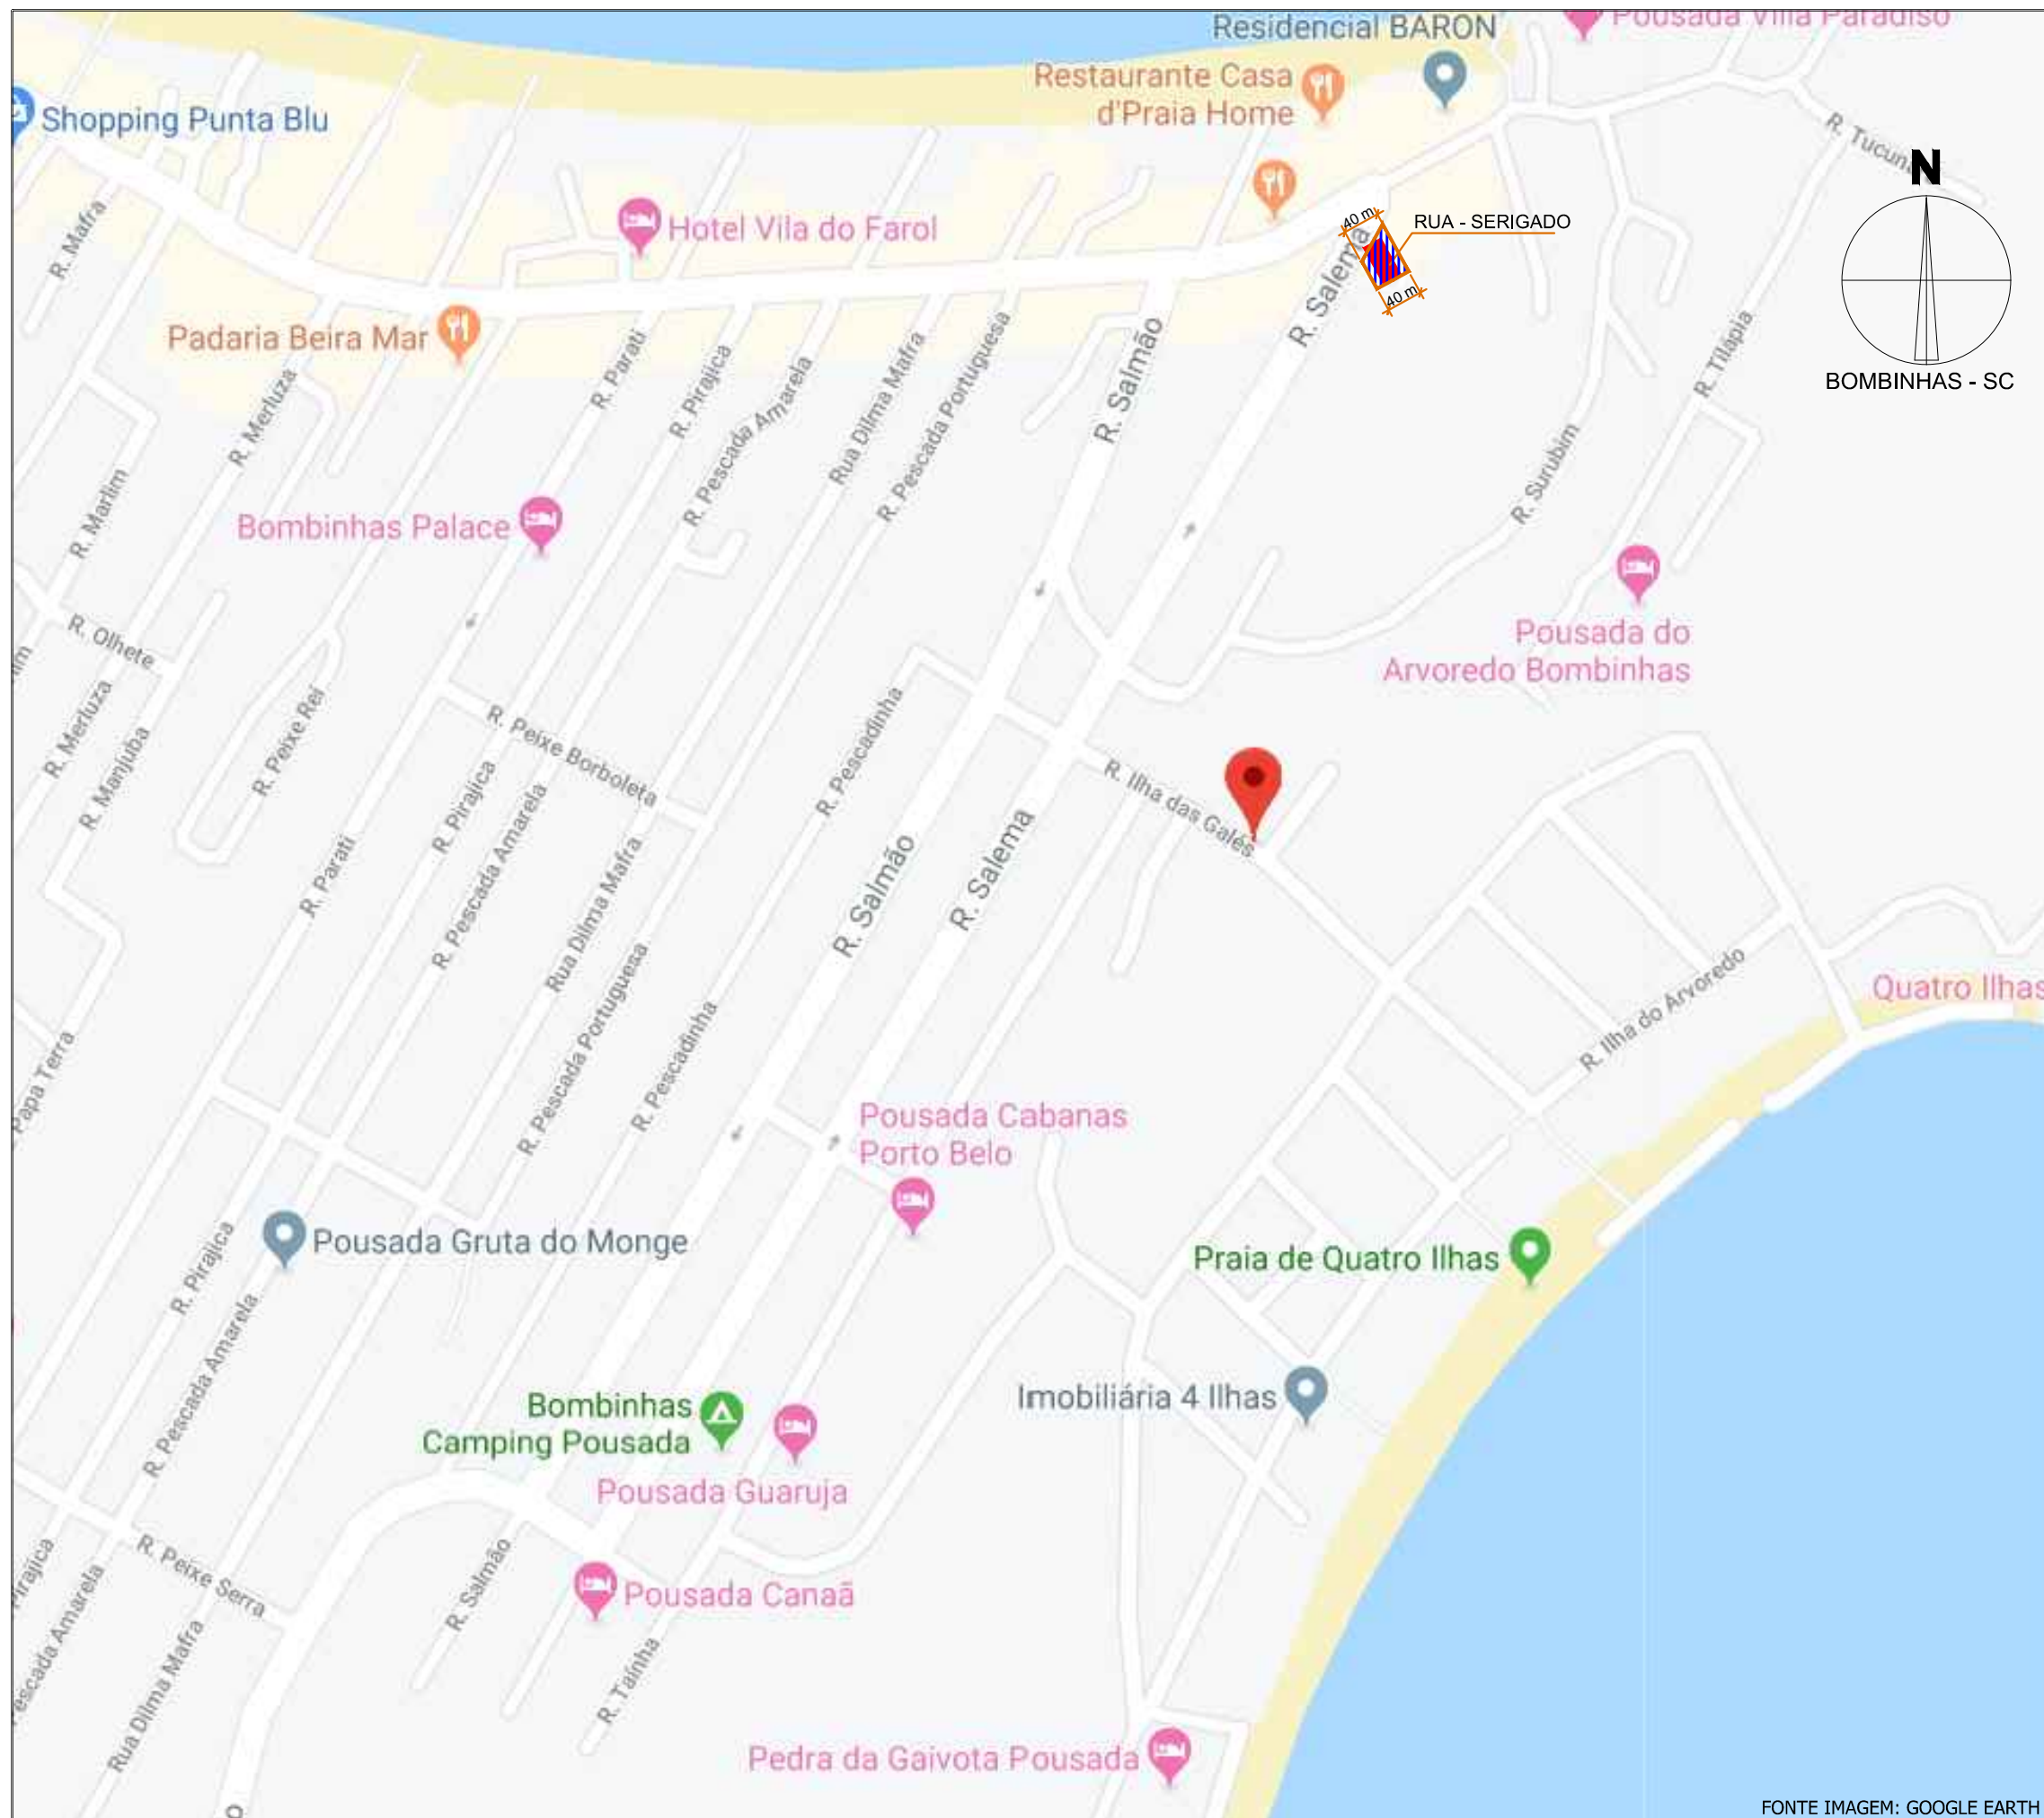 Residencial BARON
Pousada Villa Paradiso
Restaurante Casa
d'Praia Home
Shopping Punta Blu
R. Tucuna
N
R. Mafra
Hotel Vila do Farol
40 m
RUA - SERIGADO
40 m
R. Salema
Padaria Beira Mar
BOMBINHAS - SC
R. Parati
R. Pirajica
R. Pescada Amarela
Rua Dilma Mafra
R. Pescada Portuguesa
R. Salmão
R. Tilápia
R. Merluza
R. Surubim
R. Marlim
Bombinhas Palace
R. Olhete
Pousada do
Arvoredo Bombinhas
R. Merluza
R. Manjuba
R. Peixe Rei
R. Peixe Borboleta
R. Pescadinha
R. Ilha das Galés
R. Parati
R. Pirajica
R. Pescada Amarela
Rua Dilma Mafra
R. Salmão
R. Salema
R. Pescada Portuguesa
R. Ilha do Arvoredo
Quatro Ilhas
Papa Terra
R. Pescadinha
Pousada Cabanas
Porto Belo
Pousada Gruta do Monge
R. Pirajica
R. Pescada Amarela
Praia de Quatro Ilhas
Imobiliária 4 Ilhas
Bombinhas
Camping Pousada
Pousada Guaruja
R. Peixe Serra
R. Salmão
Pousada Canaã
Pirajica
Pescada Amarela
Rua Dilma Mafra
R. Tainha
Pedra da Gaivota Pousada
FONTE IMAGEM: GOOGLE EARTH